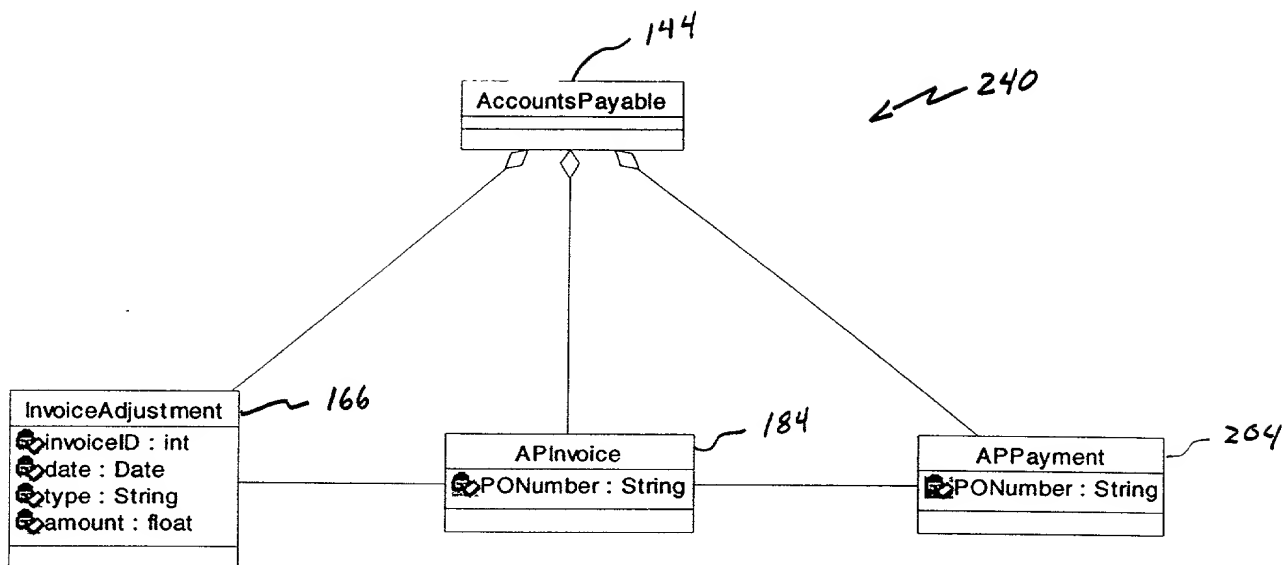 144
240
AccountsPayable
InvoiceAdjustment
166
invoiceID : int
date : Date
type : String
amount : float
184
APInvoice
PONumber : String
204
APPayment
PONumber : String